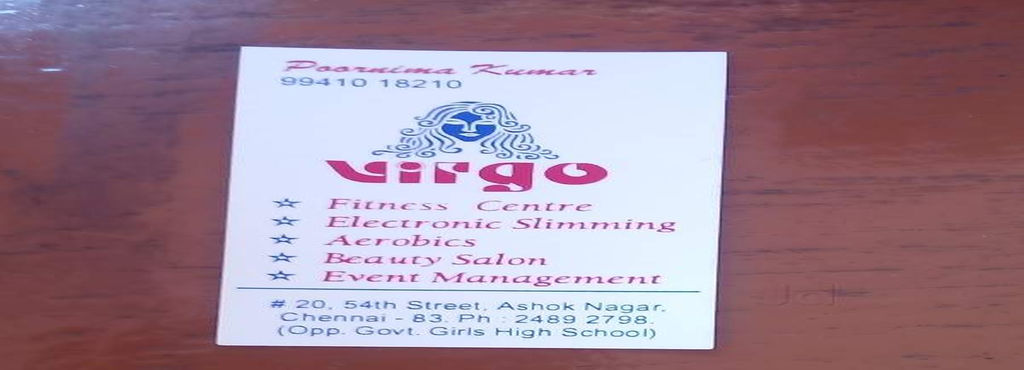 Poornima Kumar
99410 18210
virgo
☆ Fitness Centre
☆ Electronic Slimming
☆ Aerobics
☆ Beauty Salon
☆ Event Management
# 20, 54th Street, Ashok Nagar,
Chennai - 83. Ph : 2489 2798.
(Opp. Govt. Girls High School)
Jd